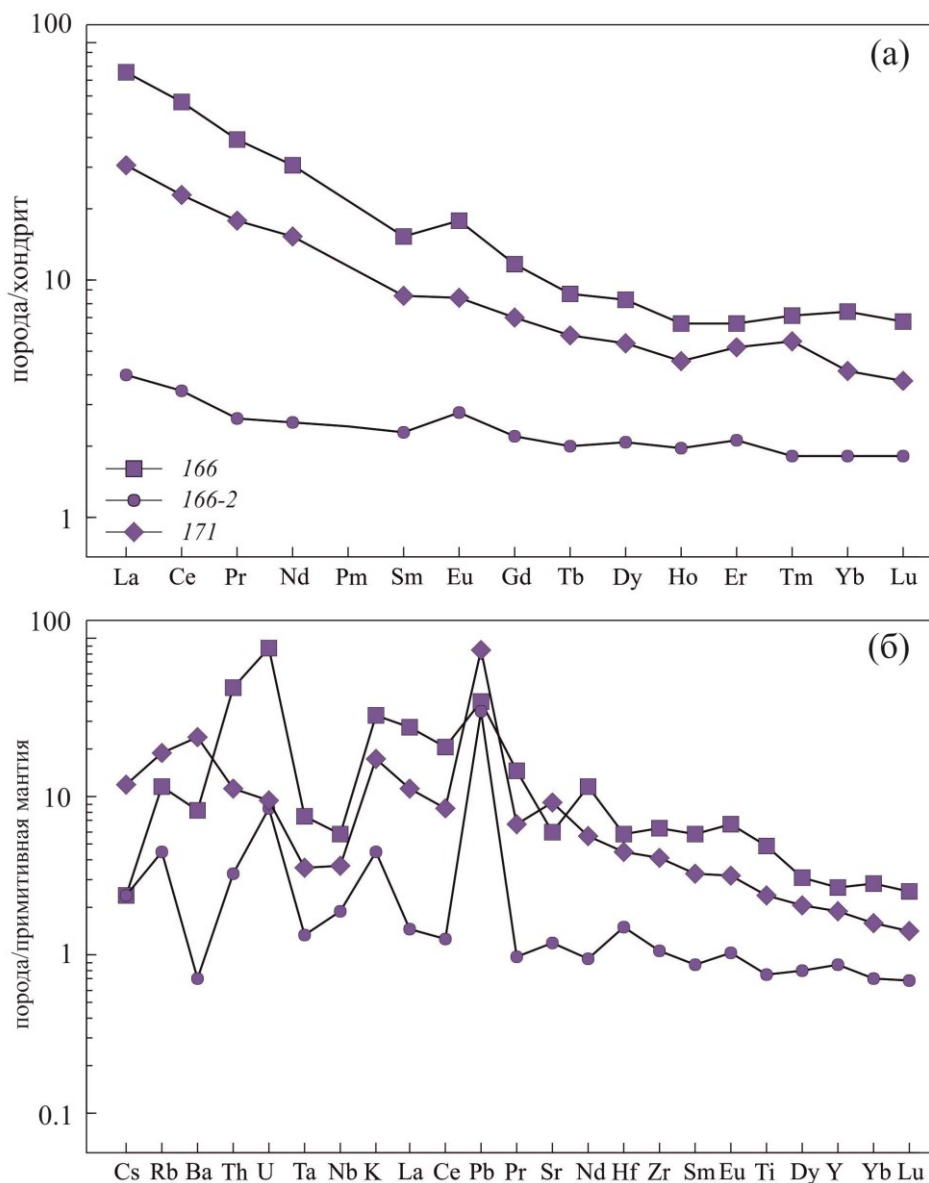 100
(а)
10
1
порода/хондрит
166
166-2
171
La Ce Pr Nd Pm Sm Eu Gd Tb Dy Ho Er Tm Yb Lu
100
(б)
10
1
0.1
порода/примитивная мантия
Cs Rb Ba Th U Ta Nb K La Ce Pb Pr Sr Nd Hf Zr Sm Eu Ti Dy Y Yb Lu